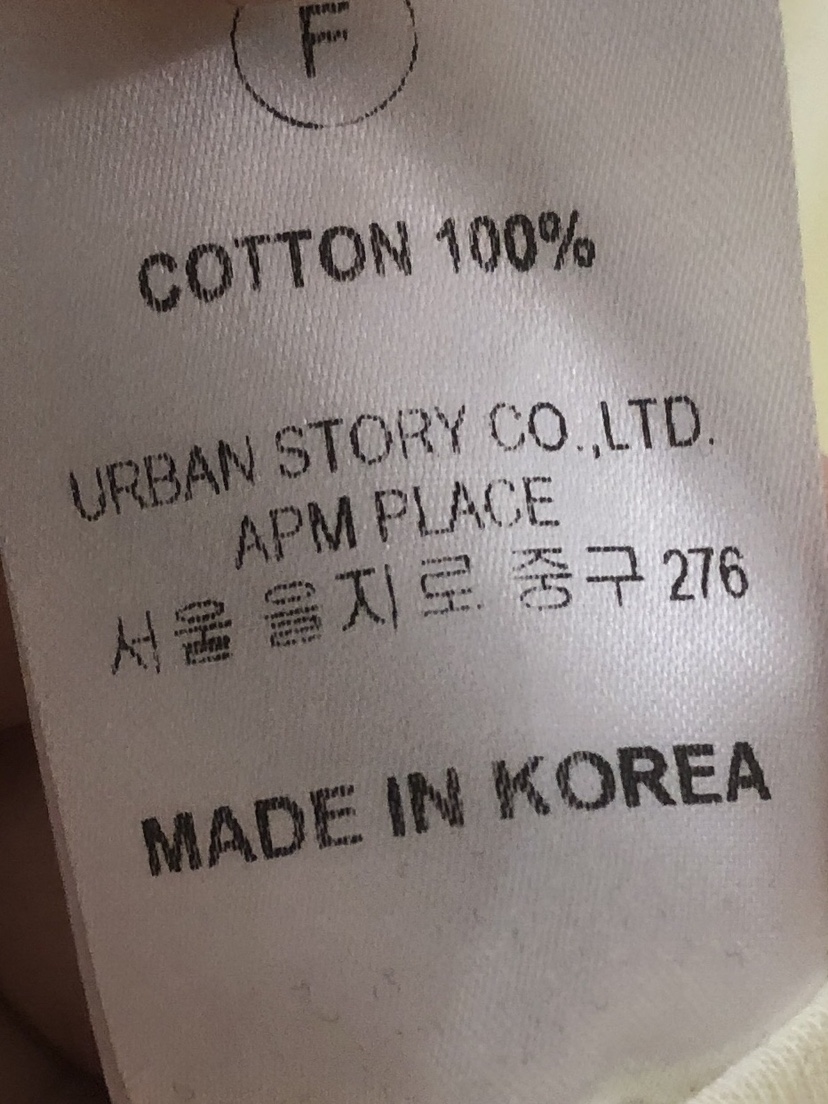 F
COTTON 100%
URBAN STORY CO.,LTD.
APM PLACE
서울 을지로 중구 276
MADE IN KOREA